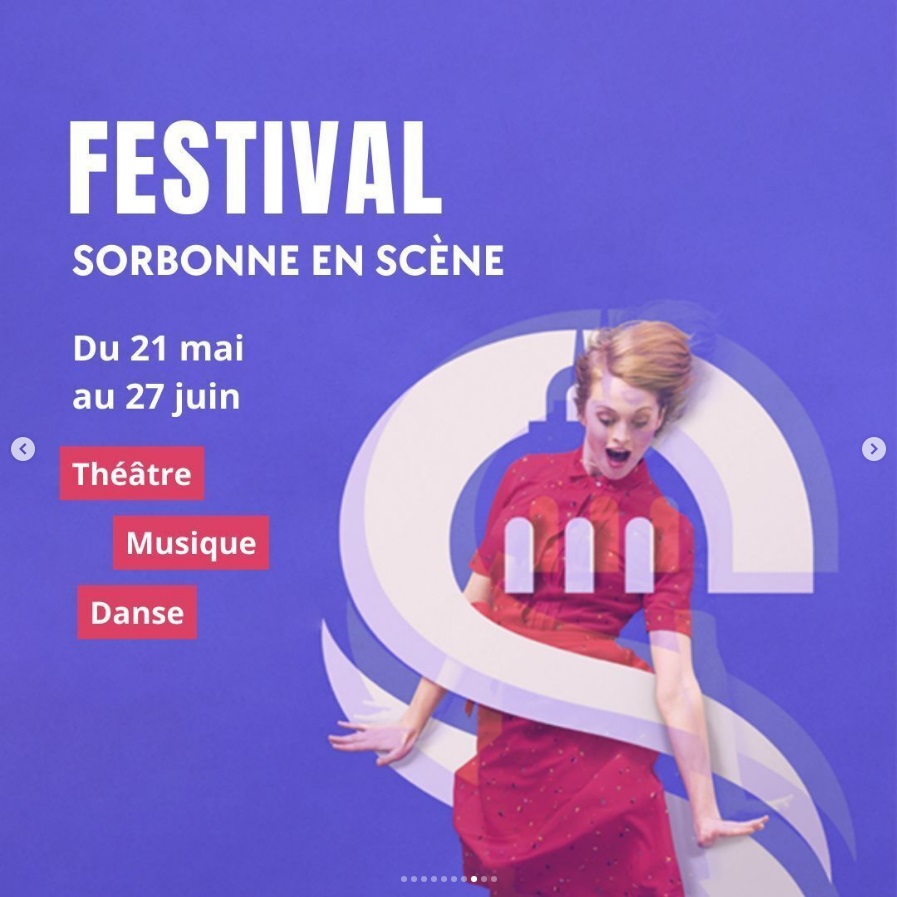 FESTIVAL
SORBONNE EN SCÈNE
Du 21 mai
au 27 juin
Théâtre
Musique
Danse